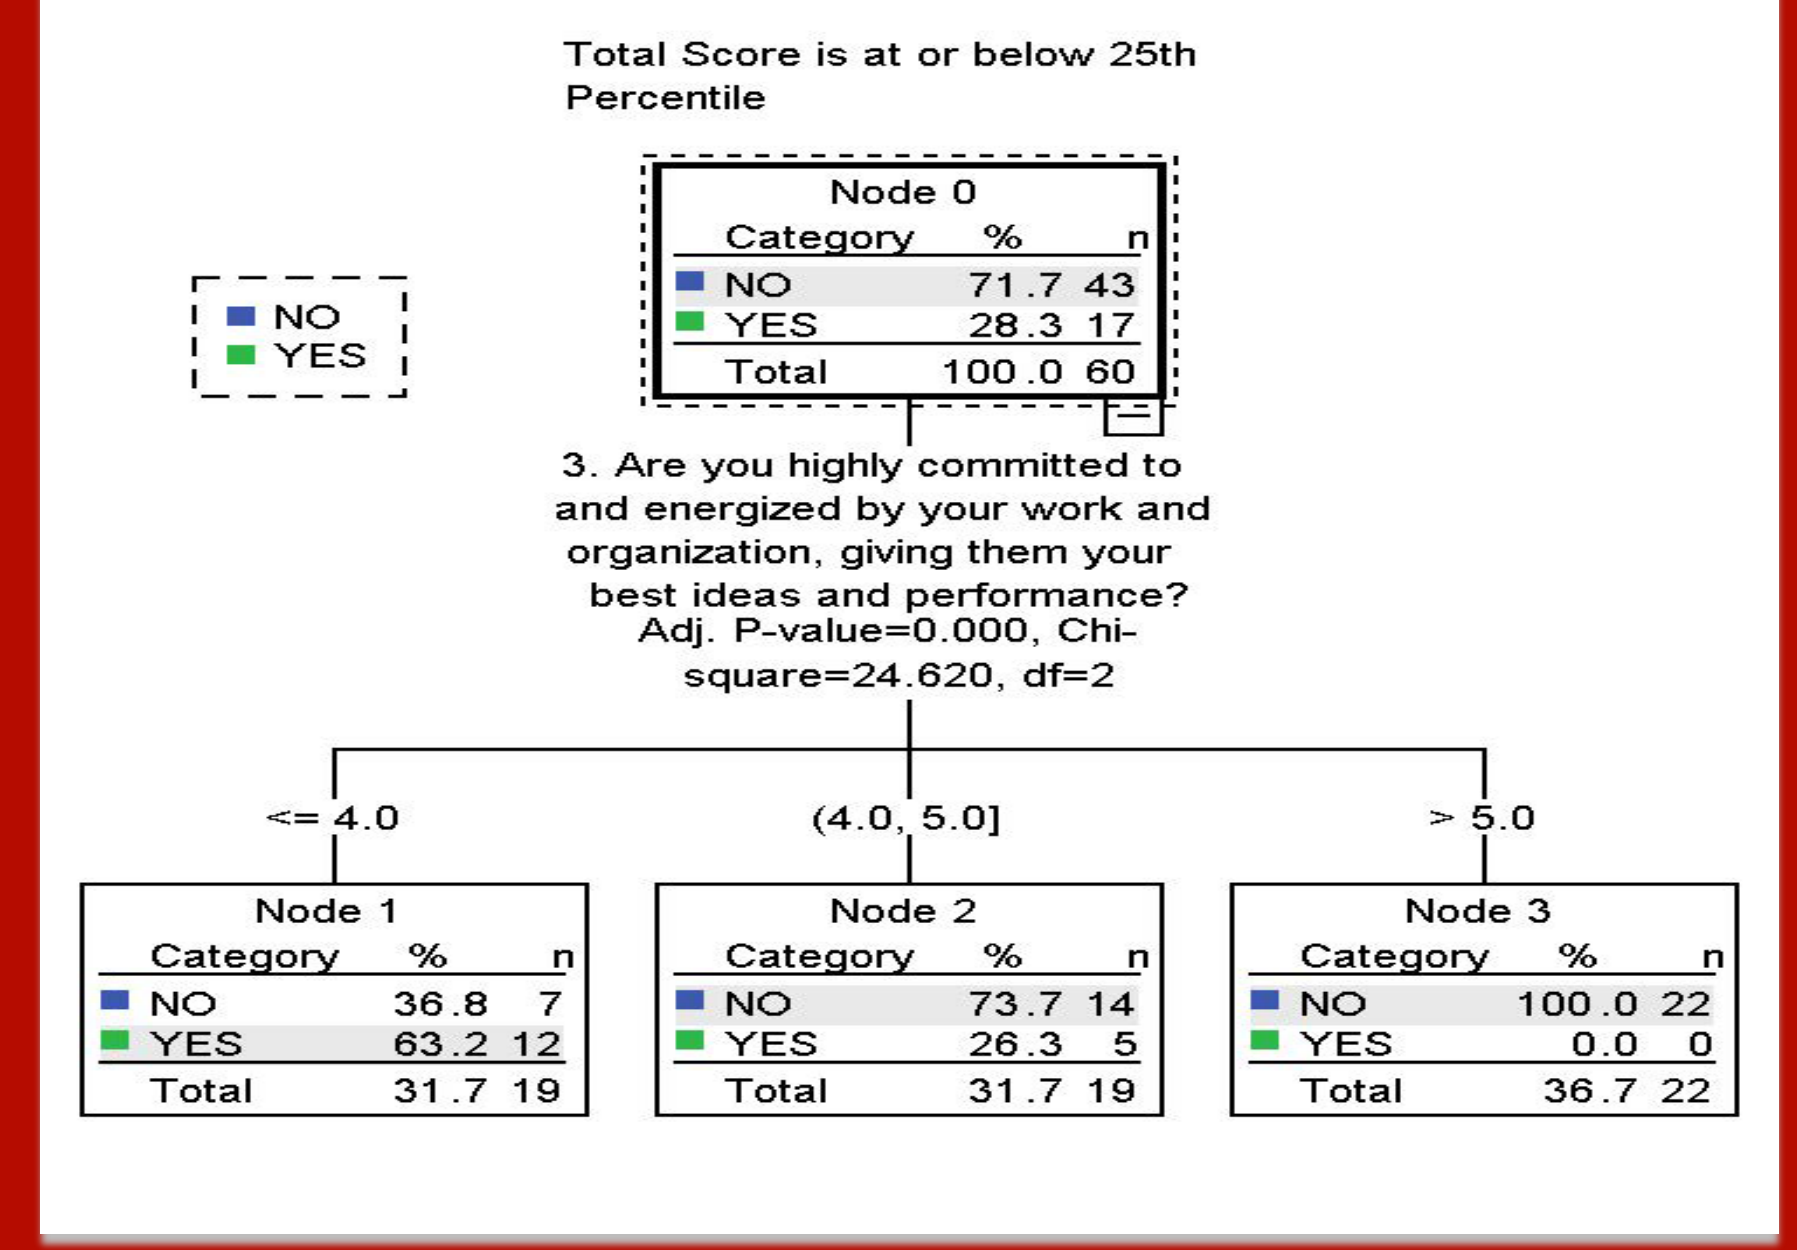 Total Score is at or below 25th
Percentile
Node 0
Category % n
NO 71.7 43
YES 28.3 17
Total 100.0 60
NO
YES
3. Are you highly committed to
and energized by your work and
organization, giving them your
best ideas and performance?
Adj. P-value=0.000, Chi-
square=24.620, df=2
<= 4.0
(4.0, 5.0]
> 5.0
Node 1
Category % n
NO 36.8 7
YES 63.2 12
Total 31.7 19
Node 2
Category % n
NO 73.7 14
YES 26.3 5
Total 31.7 19
Node 3
Category % n
NO 100.0 22
YES 0.0 0
Total 36.7 22